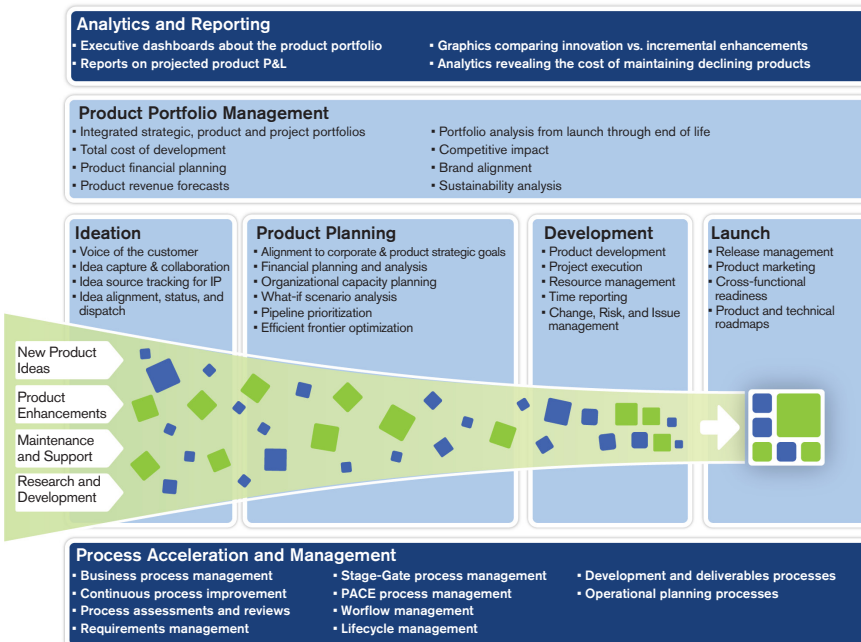 Analytics and Reporting
▪ Executive dashboards about the product portfolio
▪ Reports on projected product P&L
▪ Graphics comparing innovation vs. incremental enhancements
▪ Analytics revealing the cost of maintaining declining products
Product Portfolio Management
▪ Integrated strategic, product and project portfolios
▪ Total cost of development
▪ Product financial planning
▪ Product revenue forecasts
▪ Portfolio analysis from launch through end of life
▪ Competitive impact
▪ Brand alignment
▪ Sustainability analysis
Ideation
▪ Voice of the customer
▪ Idea capture & collaboration
▪ Idea source tracking for IP
▪ Idea alignment, status, and
dispatch
Product Planning
▪ Alignment to corporate & product strategic goals
▪ Financial planning and analysis
▪ Organizational capacity planning
▪ What-if scenario analysis
▪ Pipeline prioritization
▪ Efficient frontier optimization
Development
▪ Product development
▪ Project execution
▪ Resource management
▪ Time reporting
▪ Change, Risk, and Issue
management
Launch
▪ Release management
▪ Product marketing
▪ Cross-functional
readiness
▪ Product and technical
roadmaps
New Product
Ideas
Product
Enhancements
Maintenance
and Support
Research and
Development
Process Acceleration and Management
▪ Business process management
▪ Continuous process improvement
▪ Process assessments and reviews
▪ Requirements management
▪ Stage-Gate process management
▪ PACE process management
▪ Worflow management
▪ Lifecycle management
▪ Development and deliverables processes
▪ Operational planning processes